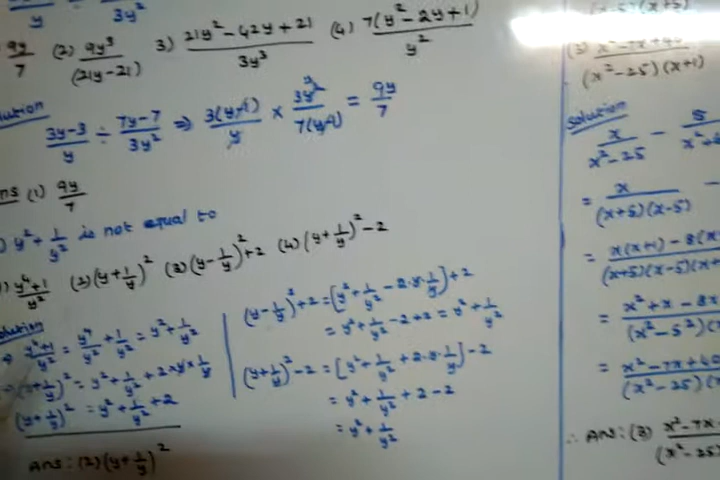 y
3y²
9y/7 (2) 9y³/(21y-21) 3) (21y²-42y+21)/3y³ (4) 7(y²-2y+1)/y²
(3y-3)/y ÷ (7y-7)/3y² ⇒ 3(y-1)/y × 3y²/7(y-1) = 9y/7
Ans (1) 9y/7
) y² + 1/y² is not equal to
(y⁴+1)/y² (2) (y+1/y)² (3) (y-1/y)²+2 (4) (y+1/y)²-2
Solution
(y⁴+1)/y² = y⁴/y² + 1/y² = y² + 1/y²
(y+1/y)² = y² + 1/y² + 2×y×1/y
(y+1/y)² = y² + 1/y² + 2
Ans: (2) (y+1/y)²
(y-1/y)²+2 = [y² + 1/y² - 2·y·1/y] + 2
= y² + 1/y² - 2 + 2 = y² + 1/y²
(y+1/y)²-2 = [y² + 1/y² + 2·y·1/y] - 2
= y² + 1/y² + 2 - 2
= y² + 1/y²
(x+5)
(x²-25)(x+1)
Solution
x/(x²-25) -
= x/(x+5)(x-5) -
= x(x+1) - 8(x
(x+5)(x-5)(x+
= x²+x-8x
(x²-5²)(x
= x²-7x+40
(x²-25)(x
∴ Ans: (3) x²-7x
(x²-25)